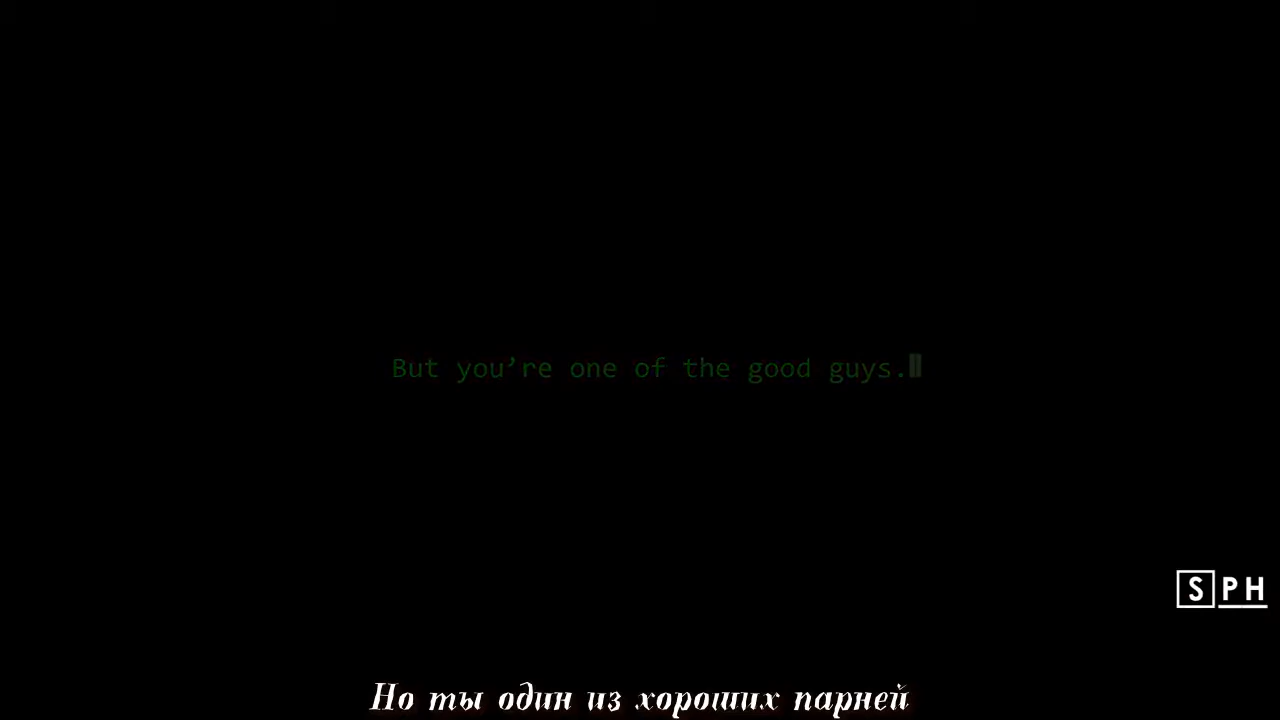 But you’re one of the good guys.
SPH
Но ты один из хороших парней